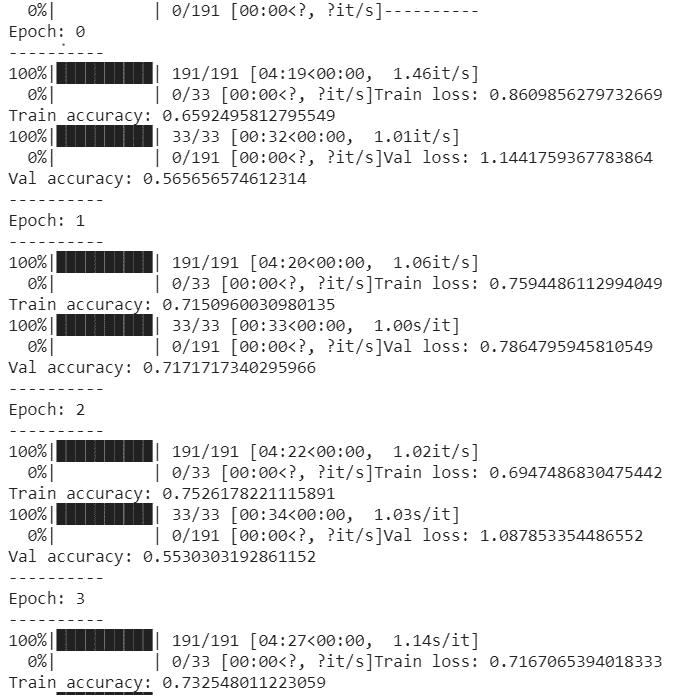 0%|          | 0/191 [00:00<?, ?it/s]----------
Epoch: 0
----------
100%|██████████| 191/191 [04:19<00:00,  1.46it/s]
0%|          | 0/33 [00:00<?, ?it/s]Train loss: 0.8609856279732669
Train accuracy: 0.6592495812795549
100%|██████████| 33/33 [00:32<00:00,  1.01it/s]
0%|          | 0/191 [00:00<?, ?it/s]Val loss: 1.1441759367783864
Val accuracy: 0.565656574612314
----------
Epoch: 1
----------
100%|██████████| 191/191 [04:20<00:00,  1.06it/s]
0%|          | 0/33 [00:00<?, ?it/s]Train loss: 0.7594486112994049
Train accuracy: 0.7150960030980135
100%|██████████| 33/33 [00:33<00:00,  1.00s/it]
0%|          | 0/191 [00:00<?, ?it/s]Val loss: 0.7864795945810549
Val accuracy: 0.7171717340295966
----------
Epoch: 2
----------
100%|██████████| 191/191 [04:22<00:00,  1.02it/s]
0%|          | 0/33 [00:00<?, ?it/s]Train loss: 0.6947486830475442
Train accuracy: 0.7526178221115891
100%|██████████| 33/33 [00:34<00:00,  1.03s/it]
0%|          | 0/191 [00:00<?, ?it/s]Val loss: 1.087853354486552
Val accuracy: 0.5530303192861152
----------
Epoch: 3
----------
100%|██████████| 191/191 [04:27<00:00,  1.14s/it]
0%|          | 0/33 [00:00<?, ?it/s]Train loss: 0.7167065394018333
Train accuracy: 0.732548011223059